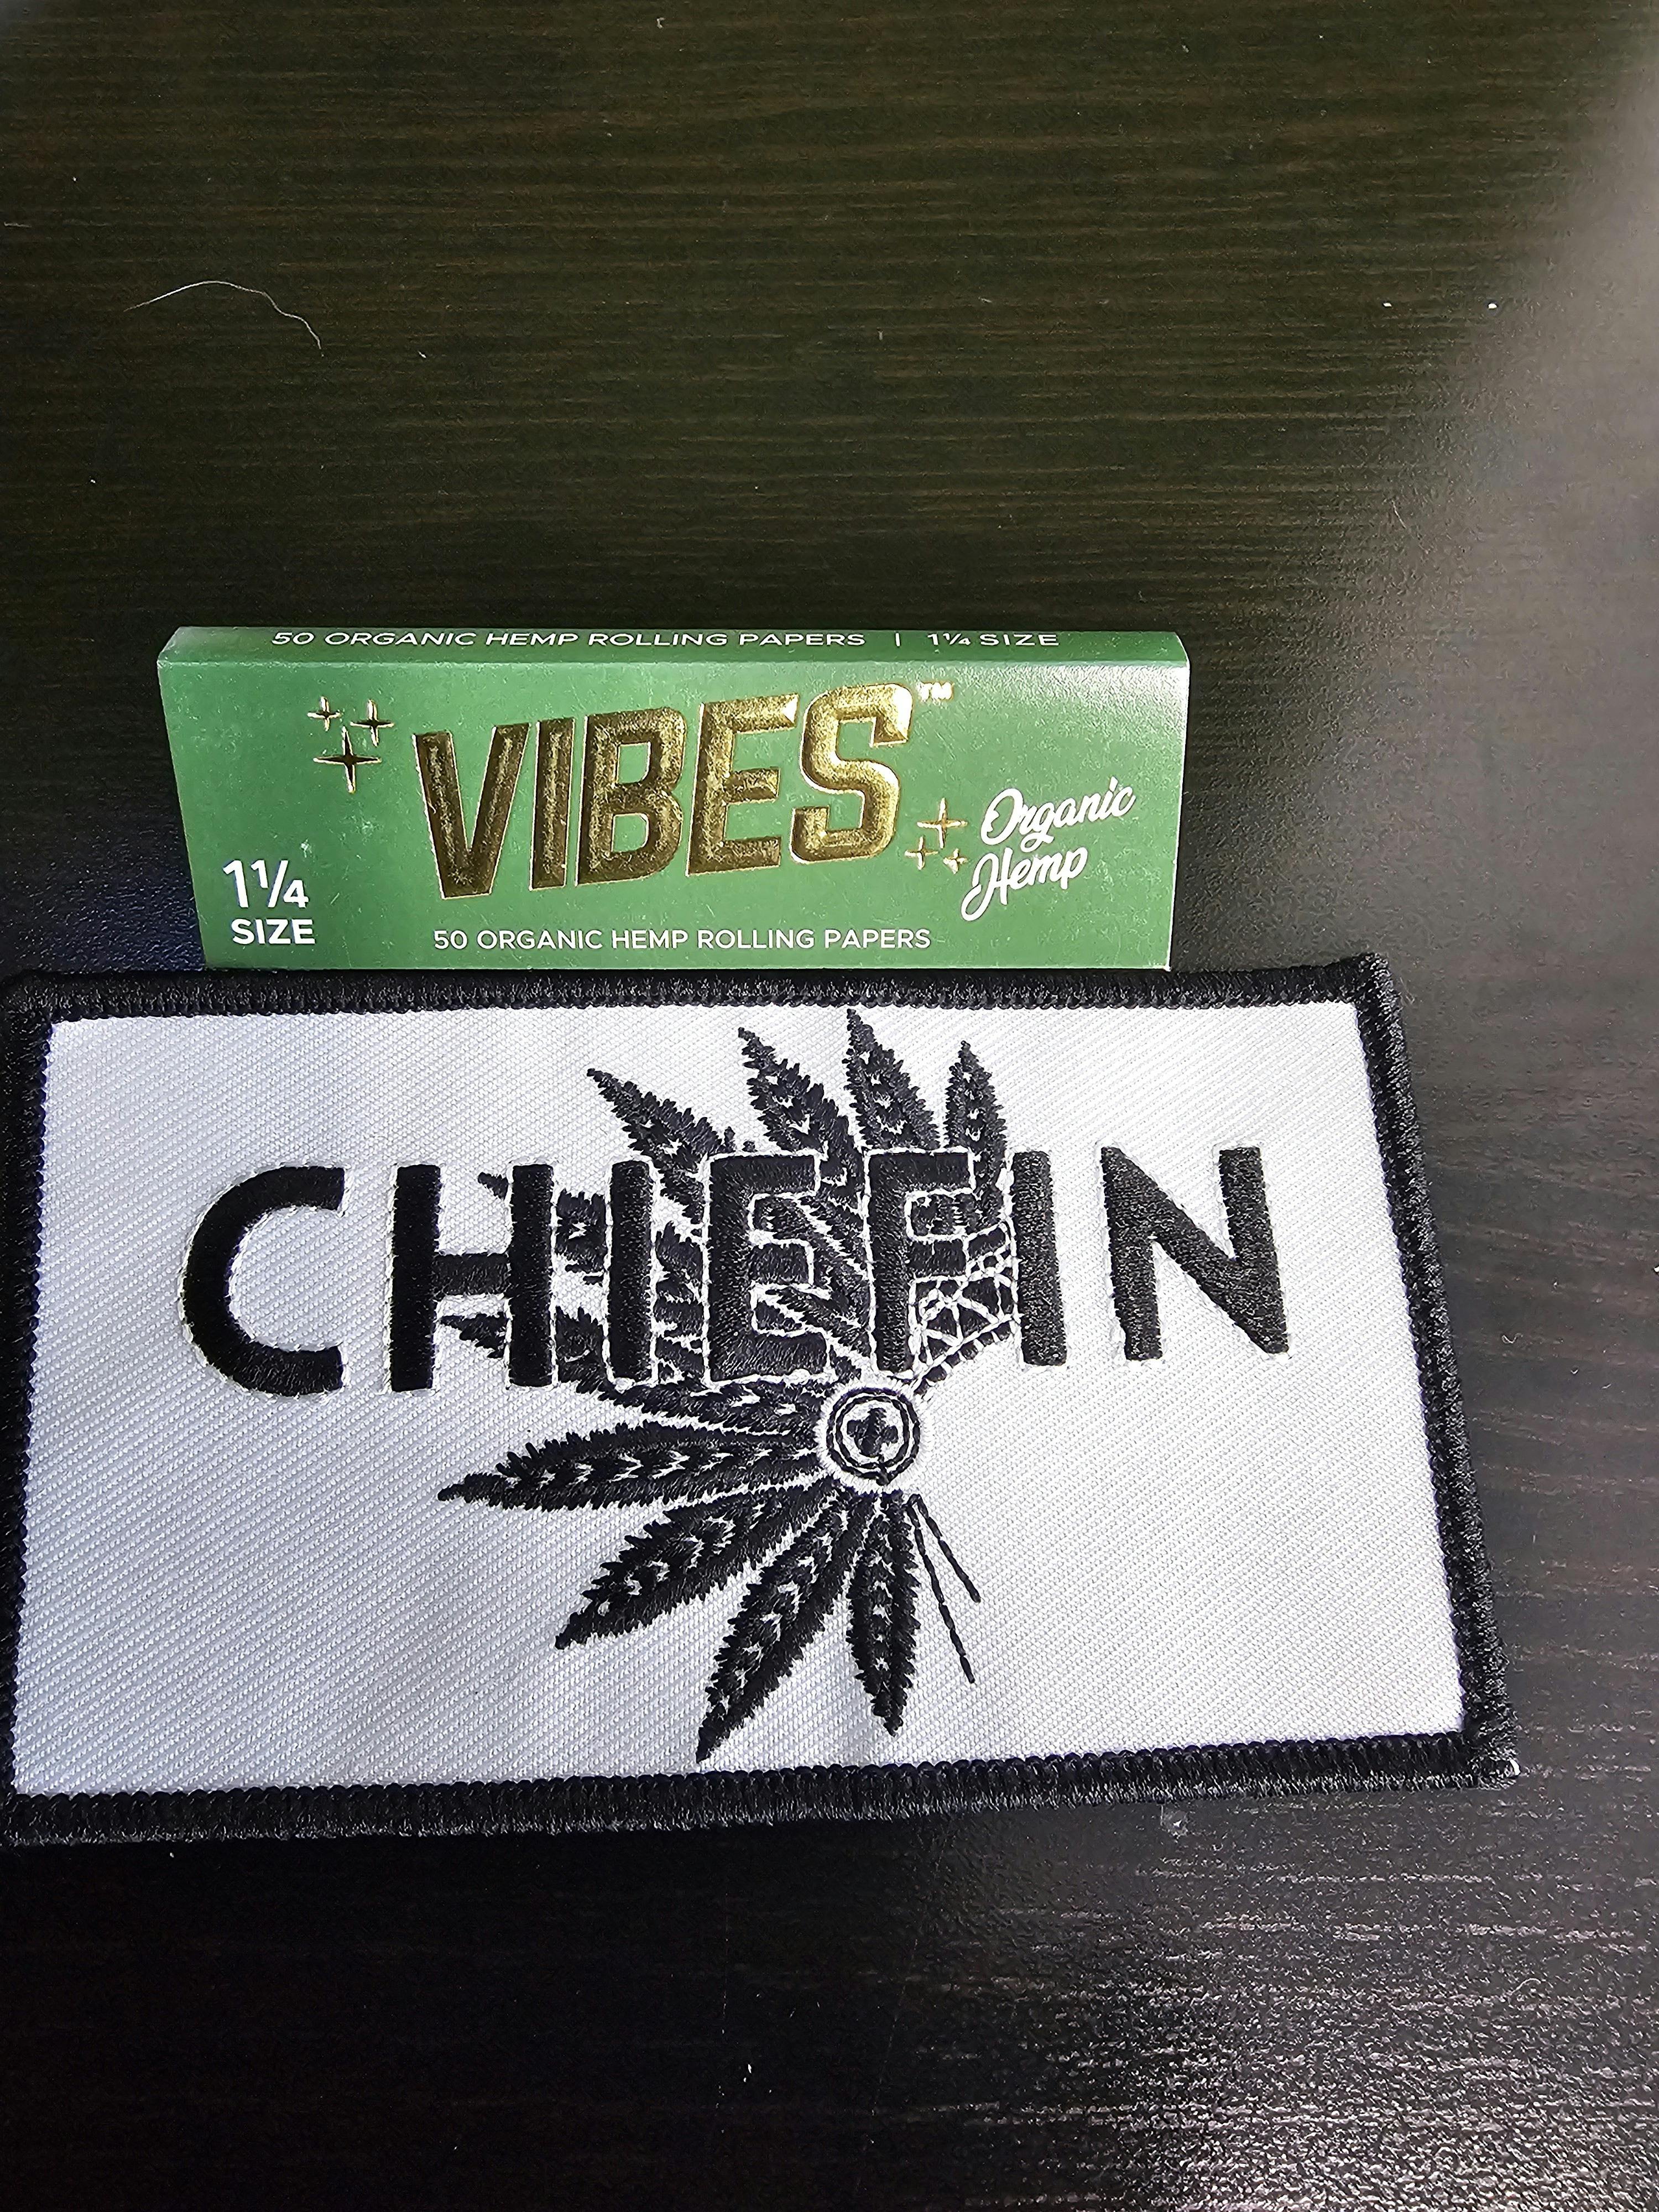 50 ORGANIC HEMP ROLLING PAPERS | 1¼ SIZE
VIBES™
Organic
Hemp
1¼
SIZE
50 ORGANIC HEMP ROLLING PAPERS
CHIEFIN